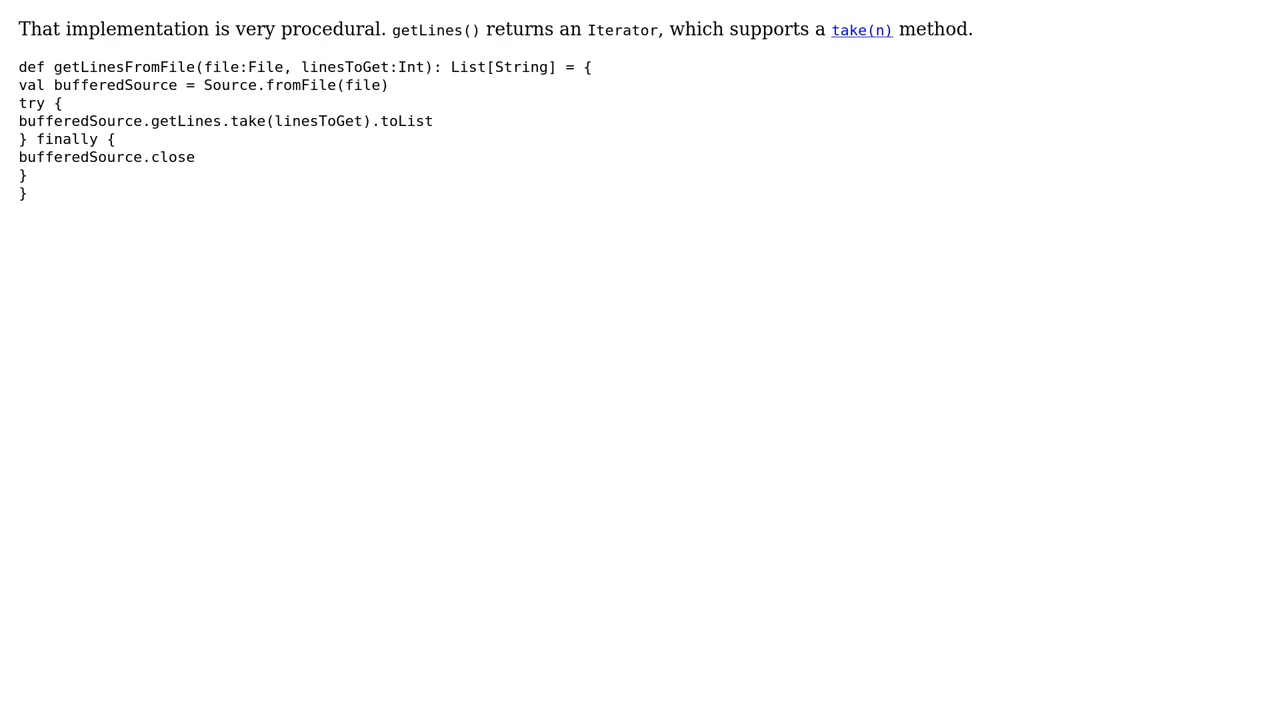 That implementation is very procedural. getLines() returns an Iterator, which supports a take(n) method.
def getLinesFromFile(file:File, linesToGet:Int): List[String] = {
val bufferedSource = Source.fromFile(file)
try {
bufferedSource.getLines.take(linesToGet).toList
} finally {
bufferedSource.close
}
}